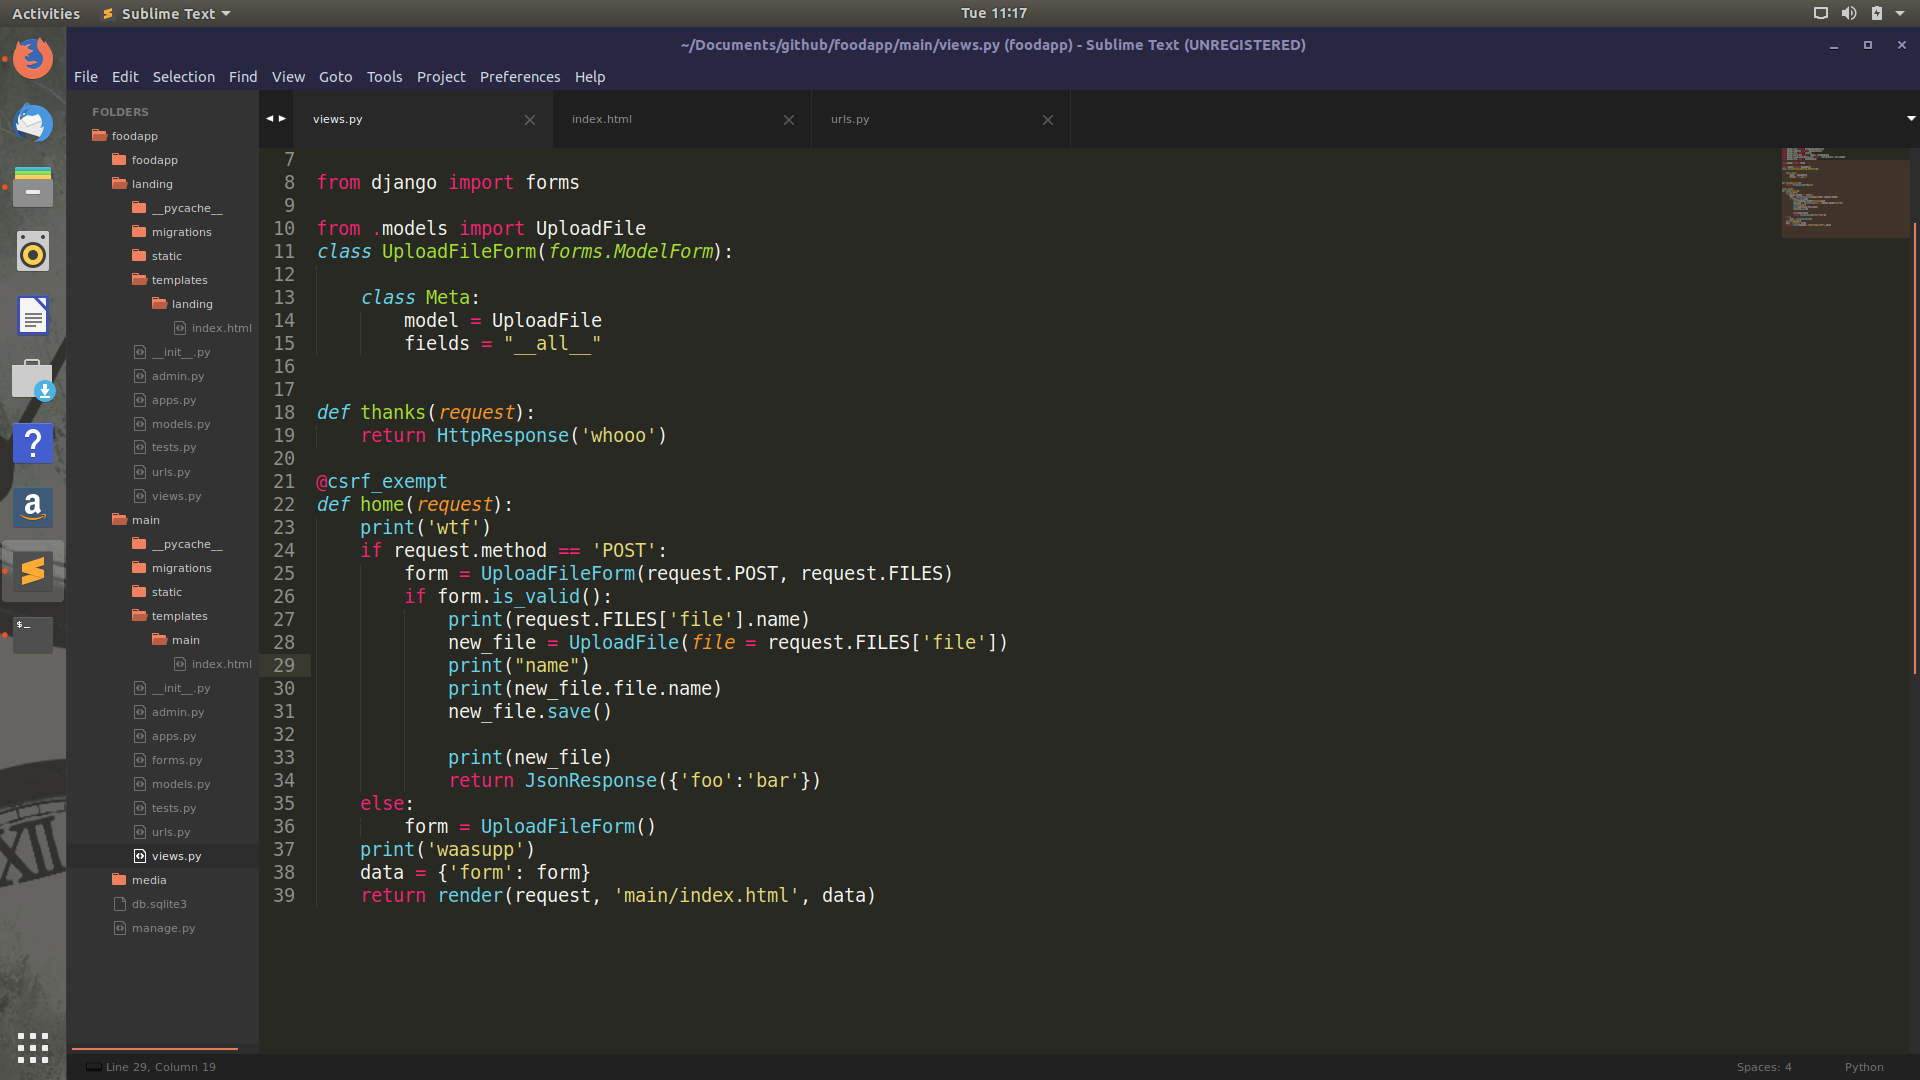 Activities Sublime Text Tue 11:17
~/Documents/github/foodapp/main/views.py (foodapp) - Sublime Text (UNREGISTERED)
File Edit Selection Find View Goto Tools Project Preferences Help
FOLDERS
foodapp
foodapp
landing
__pycache__
migrations
static
templates
landing
index.html
__init__.py
admin.py
apps.py
models.py
tests.py
urls.py
views.py
main
__pycache__
migrations
static
templates
main
index.html
__init__.py
admin.py
apps.py
forms.py
models.py
tests.py
urls.py
views.py
media
db.sqlite3
manage.py
views.py index.html urls.py
7
8 from django import forms
9
10 from .models import UploadFile
11 class UploadFileForm(forms.ModelForm):
12
13     class Meta:
14         model = UploadFile
15         fields = "__all__"
16
17
18 def thanks(request):
19     return HttpResponse('whooo')
20
21 @csrf_exempt
22 def home(request):
23     print('wtf')
24     if request.method == 'POST':
25         form = UploadFileForm(request.POST, request.FILES)
26         if form.is_valid():
27             print(request.FILES['file'].name)
28             new_file = UploadFile(file = request.FILES['file'])
29             print("name")
30             print(new_file.file.name)
31             new_file.save()
32
33             print(new_file)
34             return JsonResponse({'foo':'bar'})
35     else:
36         form = UploadFileForm()
37     print('waasupp')
38     data = {'form': form}
39     return render(request, 'main/index.html', data)
Line 29, Column 19 Spaces: 4 Python